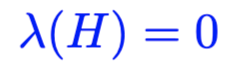 λ(H) = 0